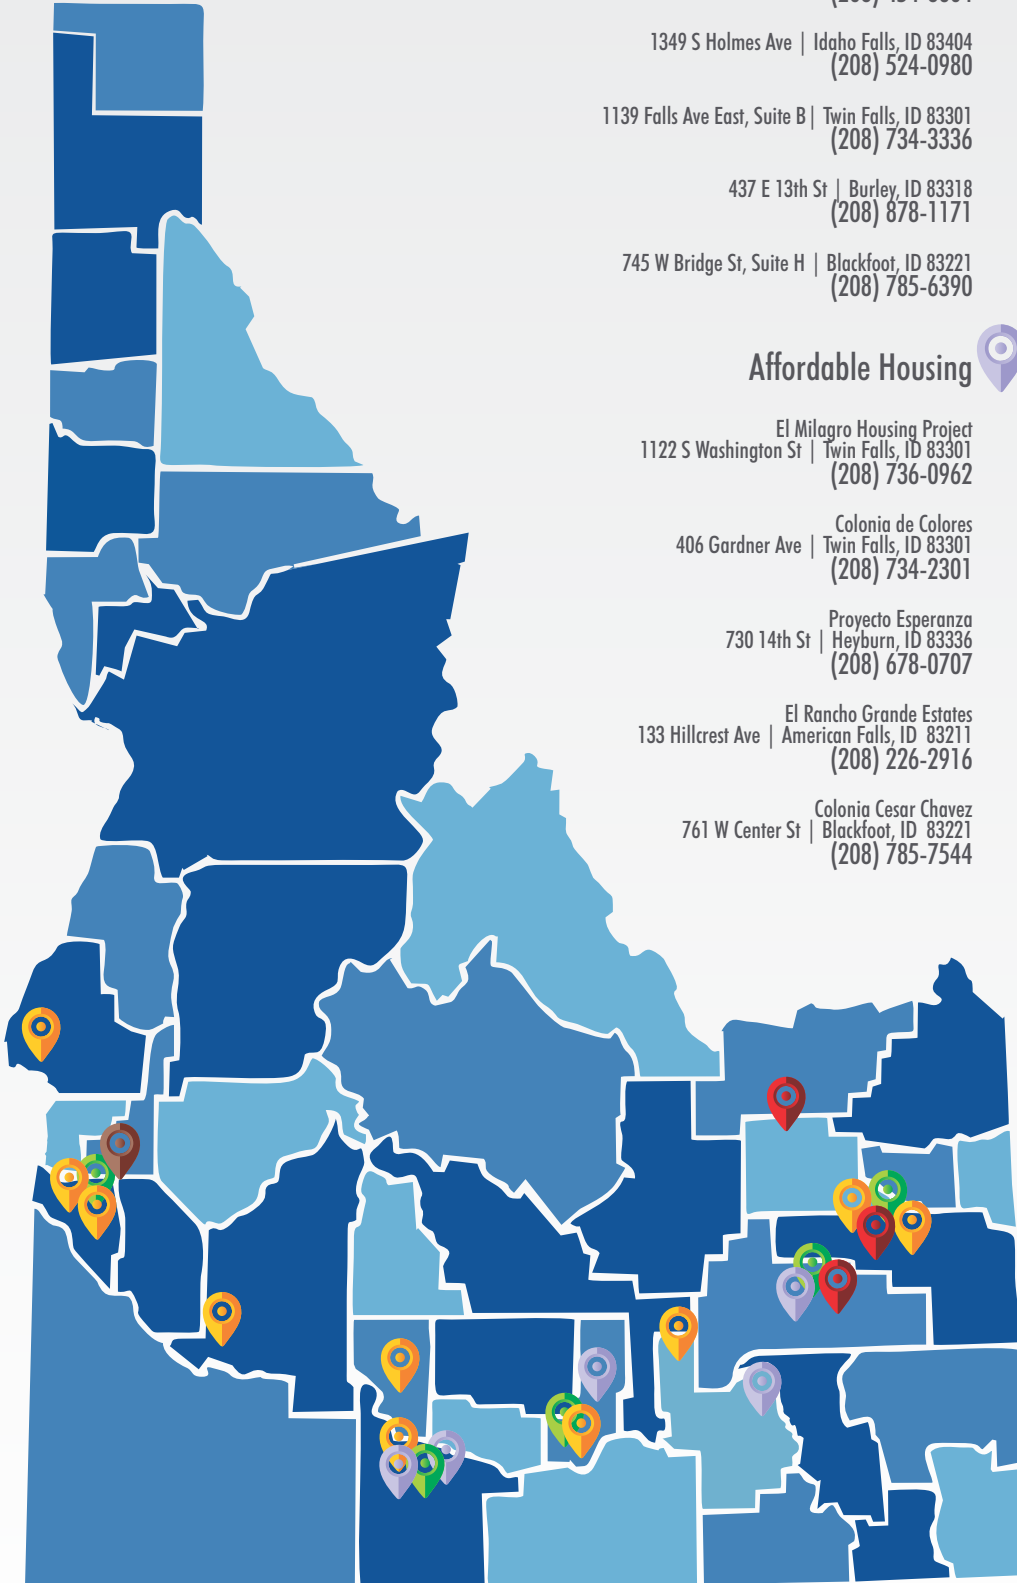 1349 S Holmes Ave | Idaho Falls, ID 83404
(208) 524-0980
1139 Falls Ave East, Suite B | Twin Falls, ID 83301
(208) 734-3336
437 E 13th St | Burley, ID 83318
(208) 878-1171
745 W Bridge St, Suite H | Blackfoot, ID 83221
(208) 785-6390
Affordable Housing
El Milagro Housing Project
1122 S Washington St | Twin Falls, ID 83301
(208) 736-0962
Colonia de Colores
406 Gardner Ave | Twin Falls, ID 83301
(208) 734-2301
Proyecto Esperanza
730 14th St | Heyburn, ID 83336
(208) 678-0707
El Rancho Grande Estates
133 Hillcrest Ave | American Falls, ID 83211
(208) 226-2916
Colonia Cesar Chavez
761 W Center St | Blackfoot, ID 83221
(208) 785-7544